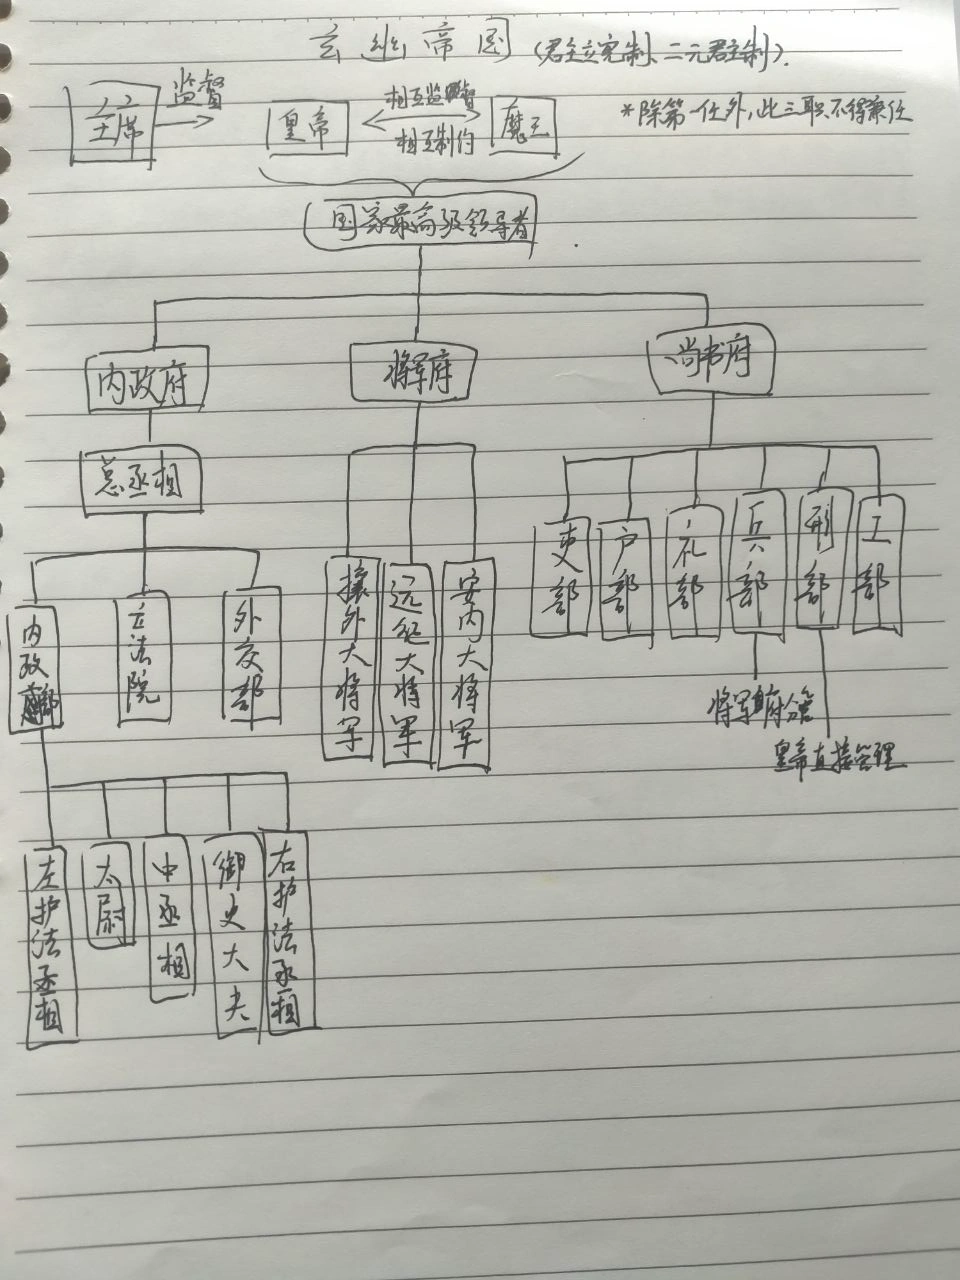 玄幽帝国(君主立宪制、二元君主制).
主席
监督
皇帝
相互监督
相互制约
魔王
*除第一任外,此三职不得兼任
国家最高级领导者
内政府
将军府
尚书府
总丞相
内政部
立法院
外交部
攘外大将军
远征大将军
安内大将军
吏部
户部
礼部
兵部
刑部
工部
将军府分管
皇帝直接管理
左护法丞相
太尉
中丞相
御史大夫
右护法丞相